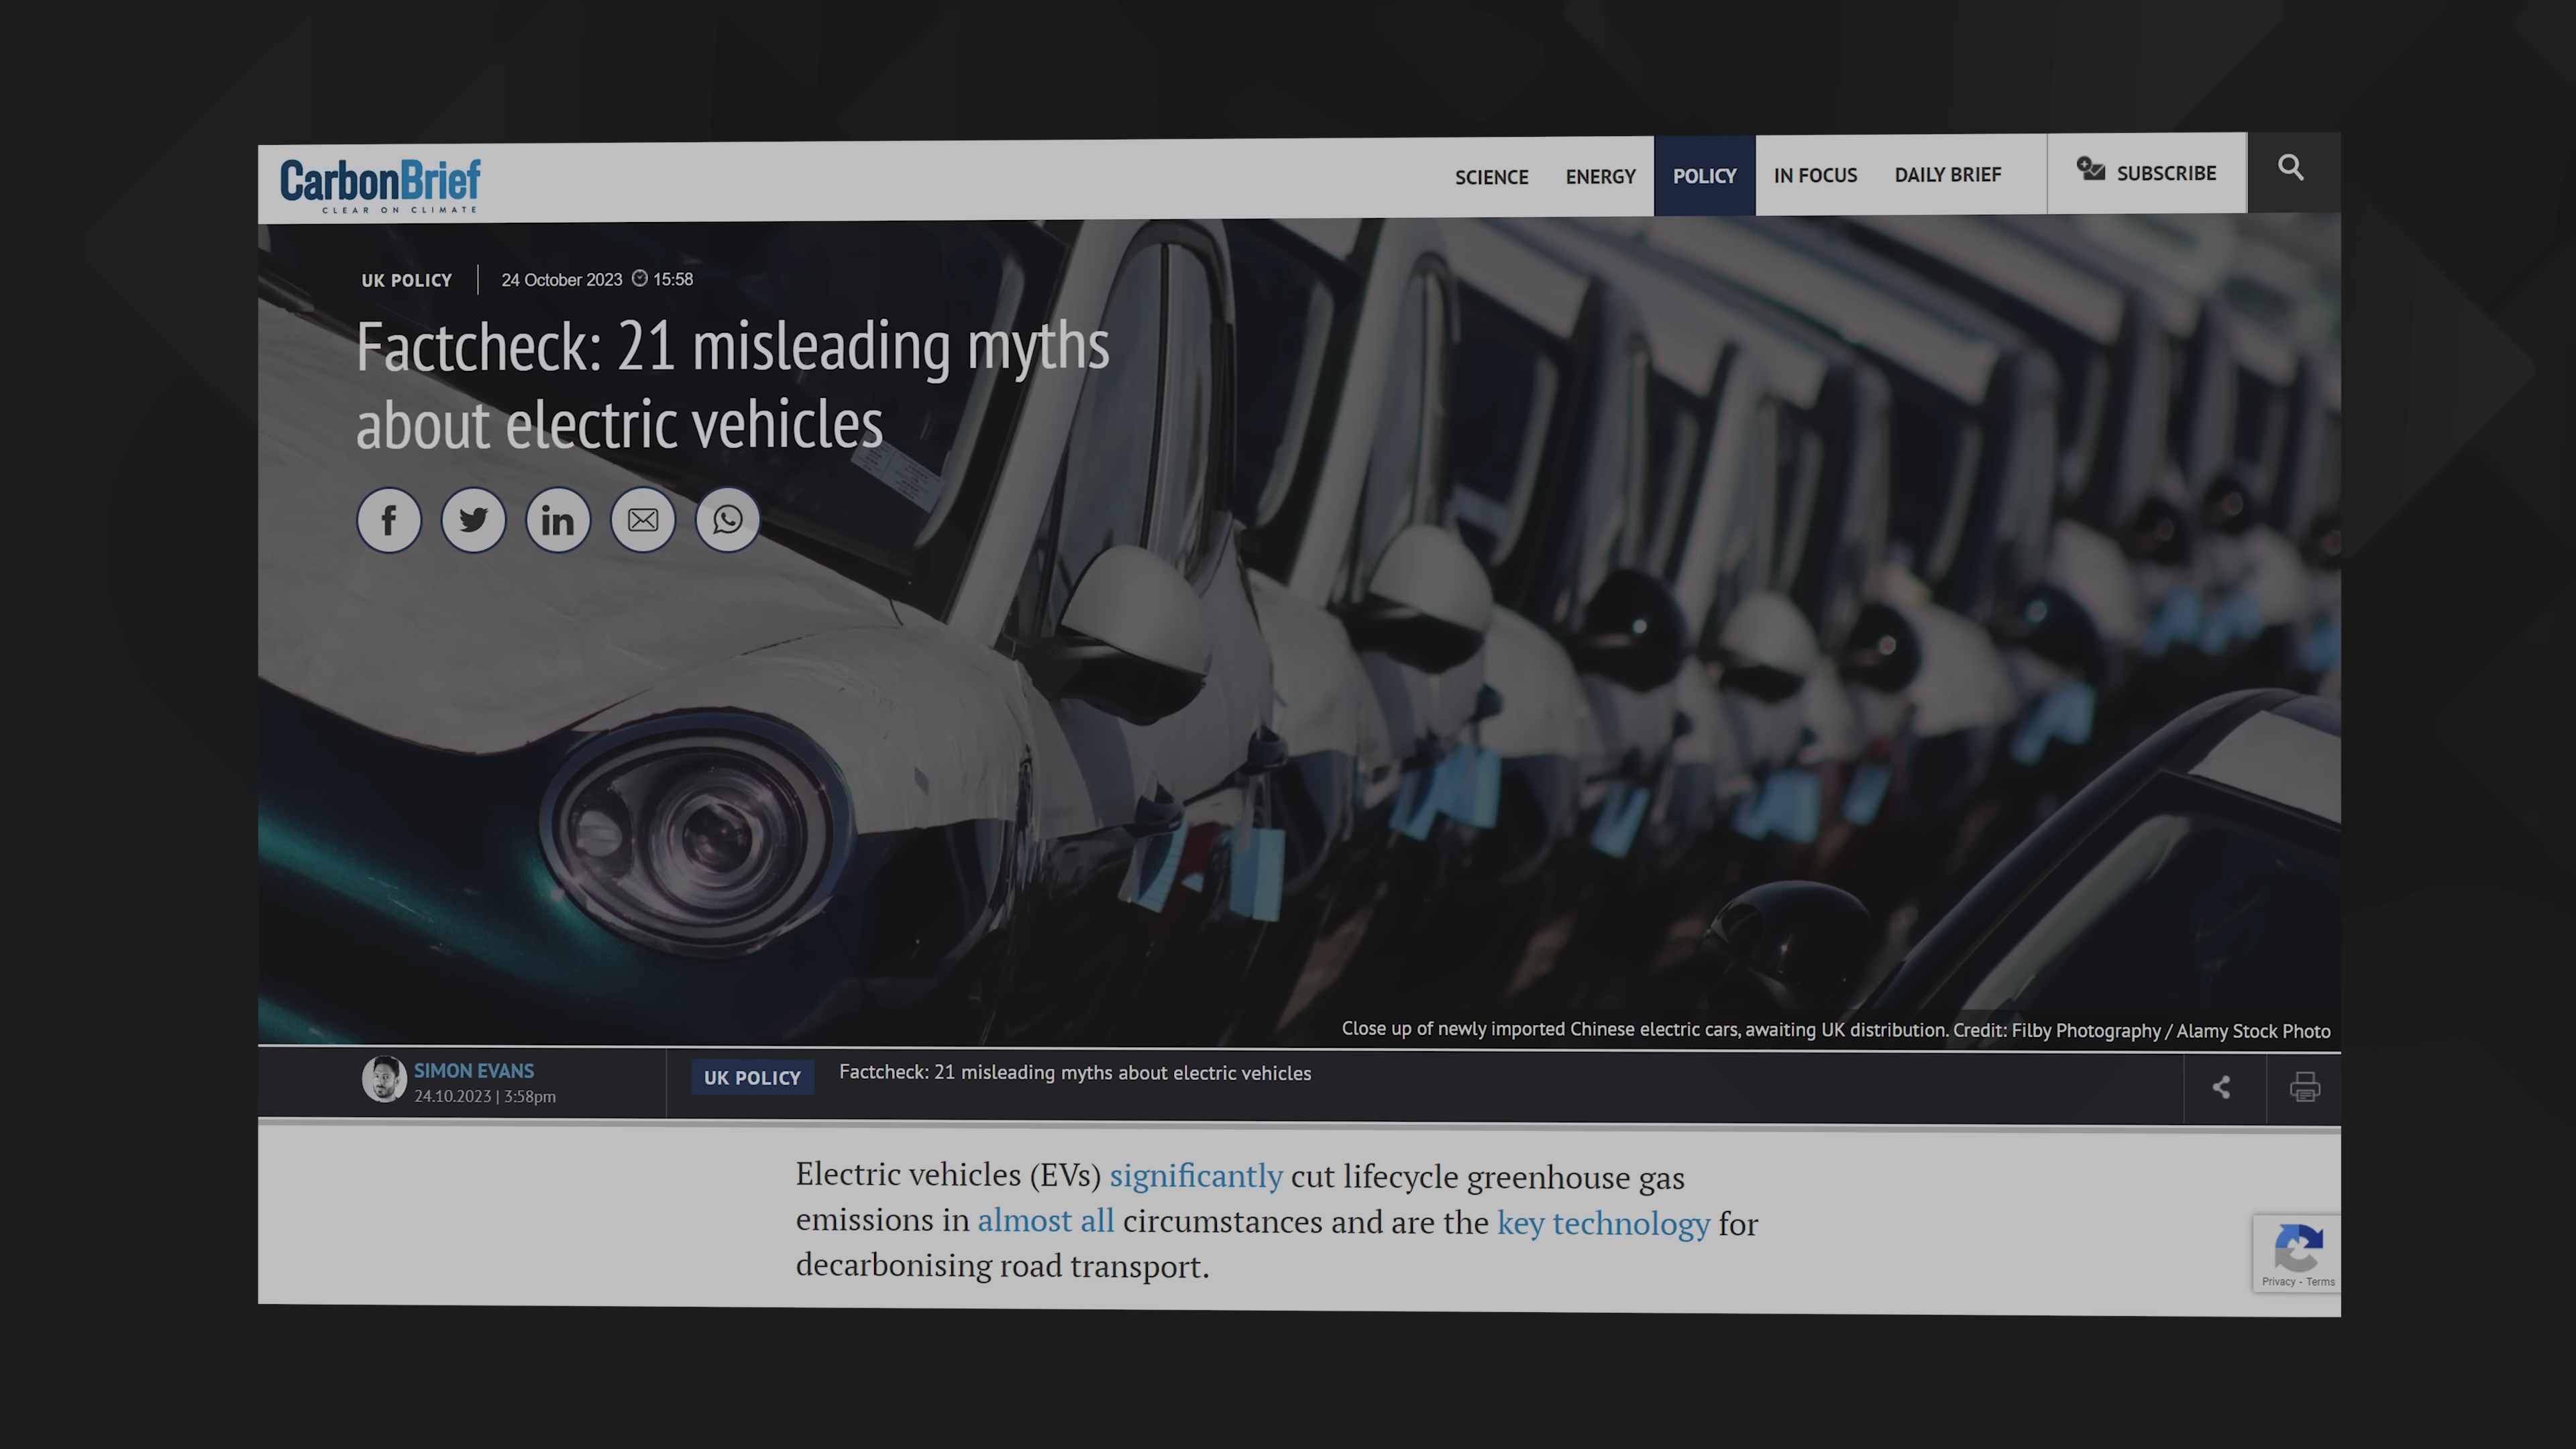 CarbonBrief
CLEAR ON CLIMATE
SCIENCE ENERGY POLICY IN FOCUS DAILY BRIEF SUBSCRIBE
UK POLICY 24 October 2023 15:58
Factcheck: 21 misleading myths
about electric vehicles
Close up of newly imported Chinese electric cars, awaiting UK distribution. Credit: Filby Photography / Alamy Stock Photo
SIMON EVANS
24.10.2023 | 3:58pm
UK POLICY Factcheck: 21 misleading myths about electric vehicles
Electric vehicles (EVs) significantly cut lifecycle greenhouse gas
emissions in almost all circumstances and are the key technology for
decarbonising road transport.
Privacy - Terms